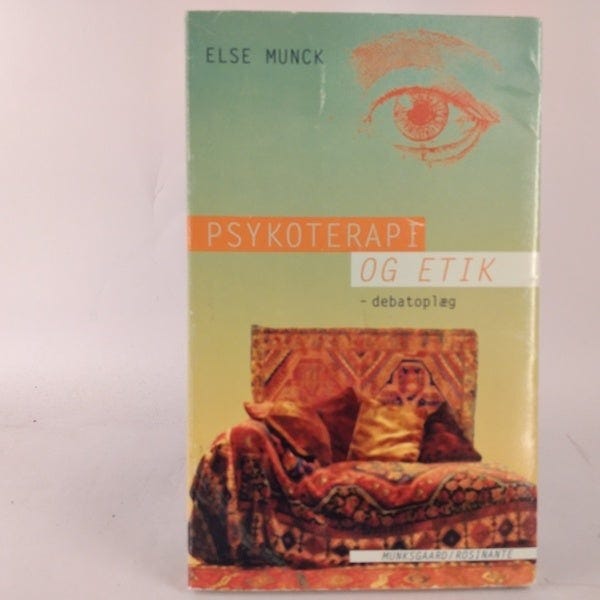 ELSE MUNCK
PSYKOTERAPI
OG ETIK
- debatoplæg
MUNKSGAARD/ROSINANTE